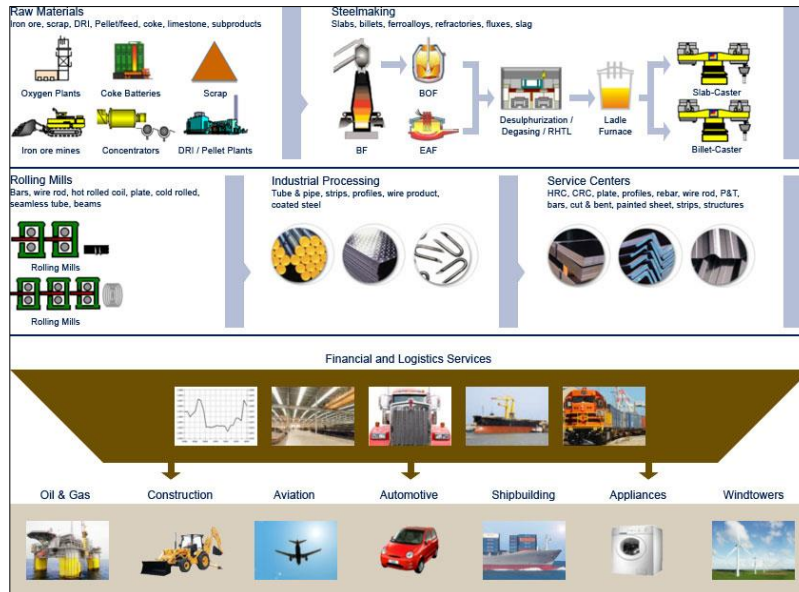 Raw Materials
Iron ore, scrap, DRI, Pellet/feed, coke, limestone, subproducts
Oxygen Plants
Coke Batteries
Scrap
Iron ore mines
Concentrators
DRI / Pellet Plants
Steelmaking
Slabs, billets, ferroalloys, refractories, fluxes, slag
BF
BOF
EAF
Desulphurization /
Degasing / RHTL
Ladle
Furnace
Slab-Caster
Billet-Caster
Rolling Mills
Bars, wire rod, hot rolled coil, plate, cold rolled,
seamless tube, beams
Rolling Mills
Rolling Mills
Industrial Processing
Tube & pipe, strips, profiles, wire product,
coated steel
Service Centers
HRC, CRC, plate, profiles, rebar, wire rod, P&T,
bars, cut & bent, painted sheet, strips, structures
Financial and Logistics Services
Oil & Gas
Construction
Aviation
Automotive
Shipbuilding
Appliances
Windtowers